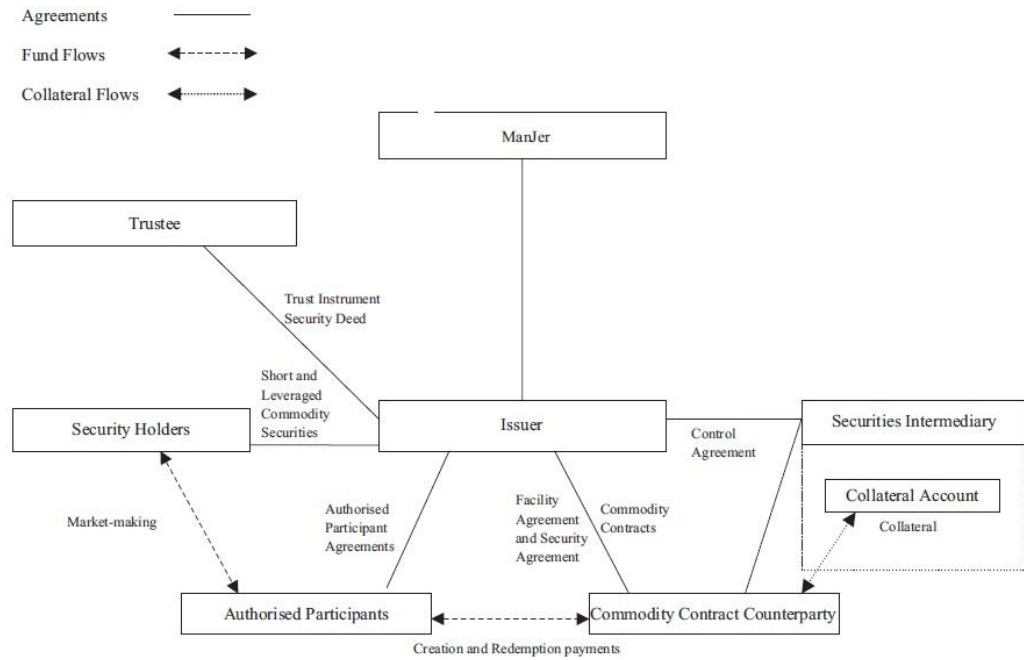 Agreements
Fund Flows
Collateral Flows
ManJer
Trustee
Trust Instrument
Security Deed
Short and
Leveraged
Commodity
Securities
Security Holders
Issuer
Control
Agreement
Securities Intermediary
Collateral Account
Collateral
Market-making
Authorised
Participant
Agreements
Facility
Agreement
and Security
Agreement
Commodity
Contracts
Authorised Participants
Commodity Contract Counterparty
Creation and Redemption payments